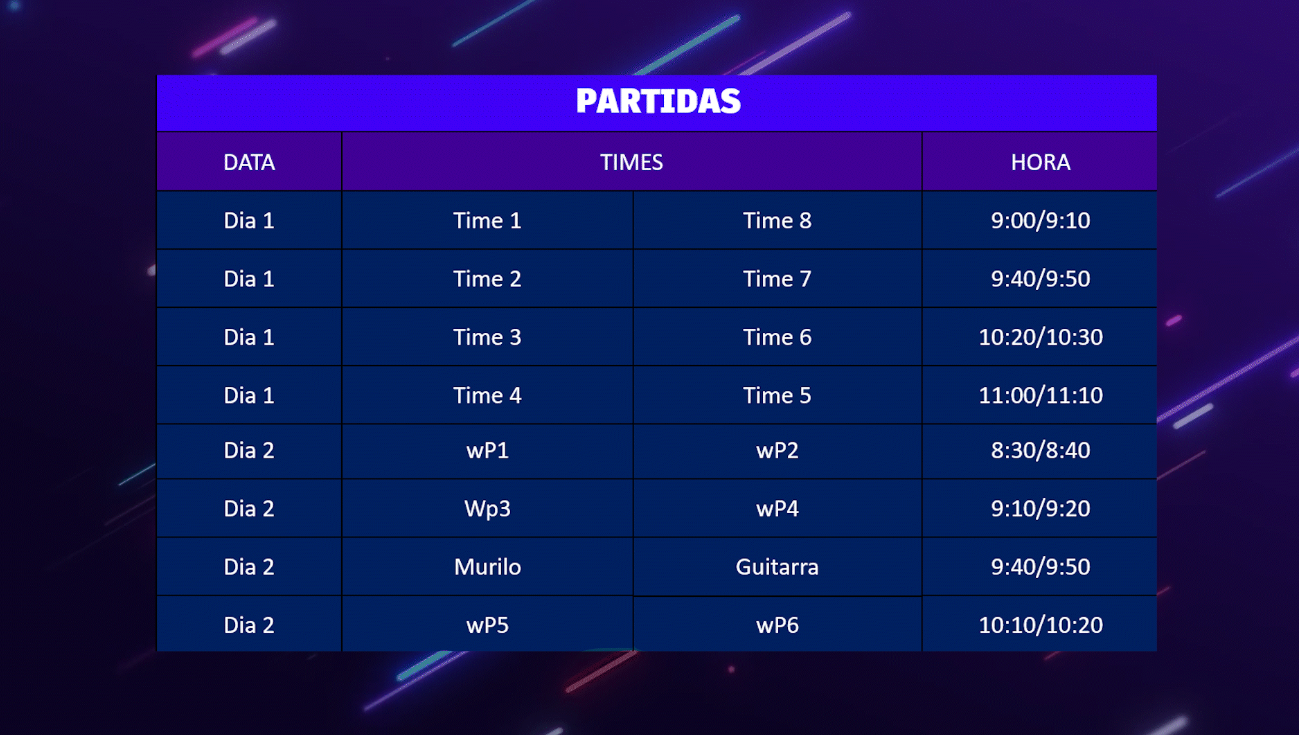 PARTIDAS
DATA TIMES HORA
Dia 1 Time 1 Time 8 9:00/9:10
Dia 1 Time 2 Time 7 9:40/9:50
Dia 1 Time 3 Time 6 10:20/10:30
Dia 1 Time 4 Time 5 11:00/11:10
Dia 2 wP1 wP2 8:30/8:40
Dia 2 Wp3 wP4 9:10/9:20
Dia 2 Murilo Guitarra 9:40/9:50
Dia 2 wP5 wP6 10:10/10:20